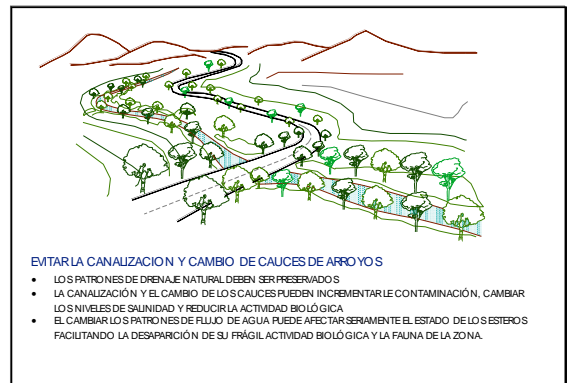 EVITAR LA CANALIZACION Y CAMBIO DE CAUCES DE ARROYOS
• LOS PATRONES DE DRENAJE NATURAL DEBEN SER PRESERVADOS
• LA CANALIZACIÓN Y EL CAMBIO DE LOS CAUCES PUEDEN INCREMENTARLE CONTAMINACIÓN, CAMBIAR
LOS NIVELES DE SALINIDAD Y REDUCIR LA ACTIVIDAD BIOLÓGICA
• EL CAMBIAR LOS PATRONES DE FLUJO DE AGUA PUEDE AFECTAR SERIAMENTE EL ESTADO DE LOS ESTEROS
FACILITANDO LA DESAPARICIÓN DE SU FRÁGIL ACTIVIDAD BIOLÓGICA Y LA FAUNA DE LA ZONA.